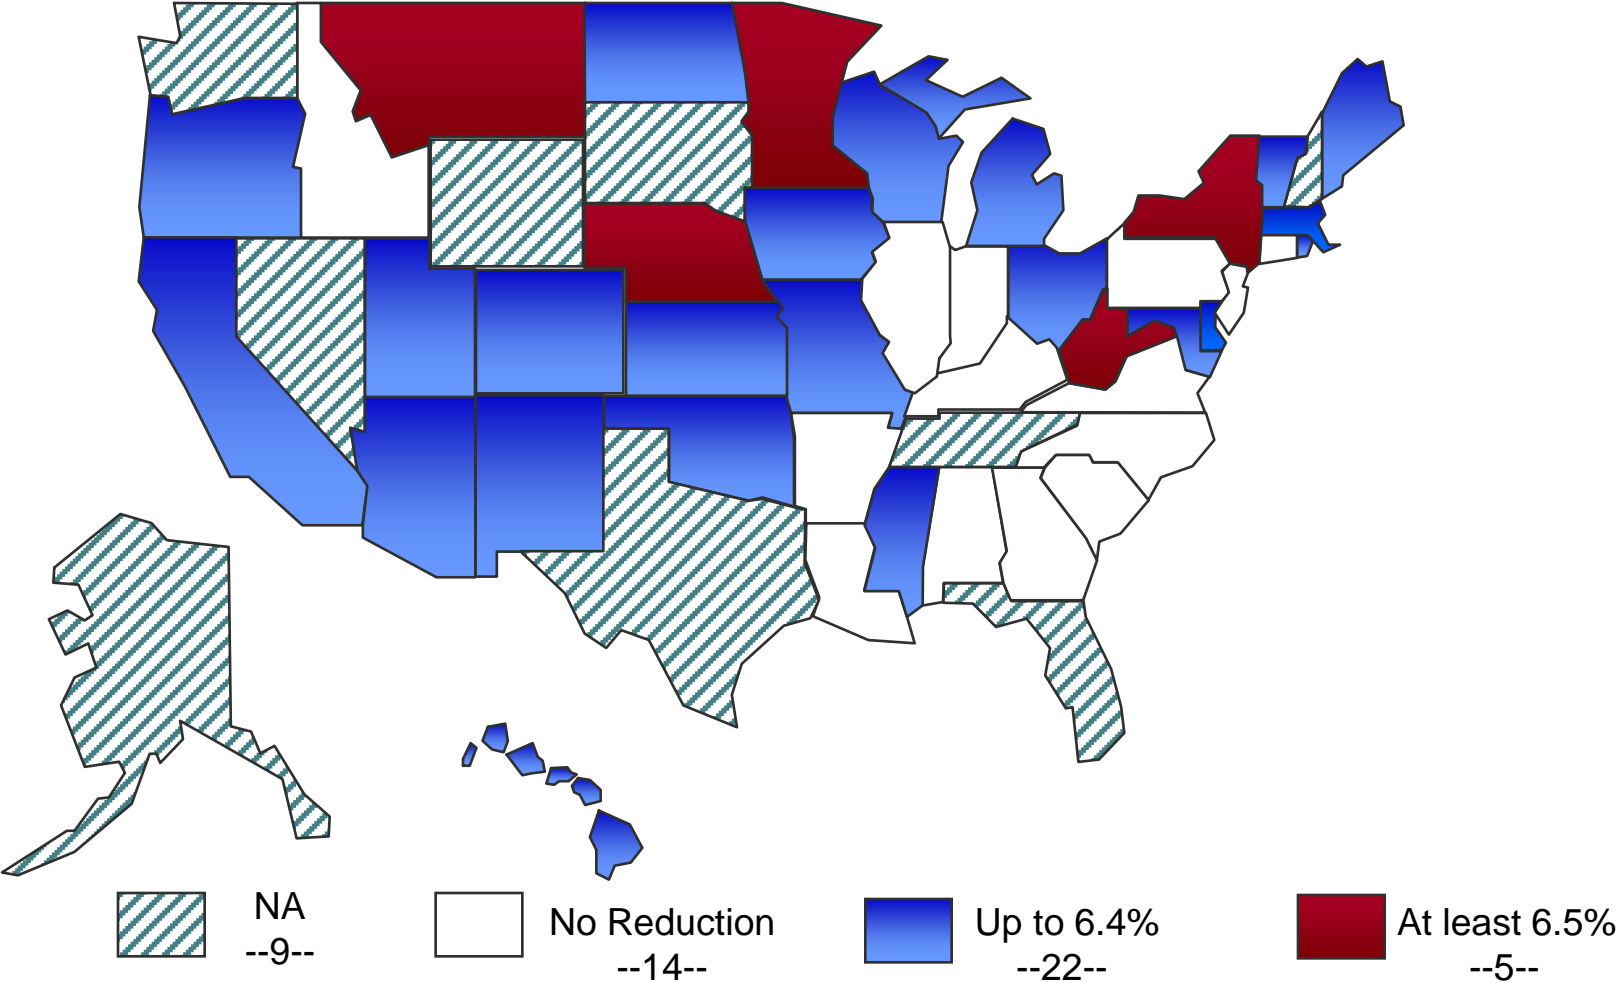 NA
--9--
No Reduction
--14--
Up to 6.4%
--22--
At least 6.5%
--5--